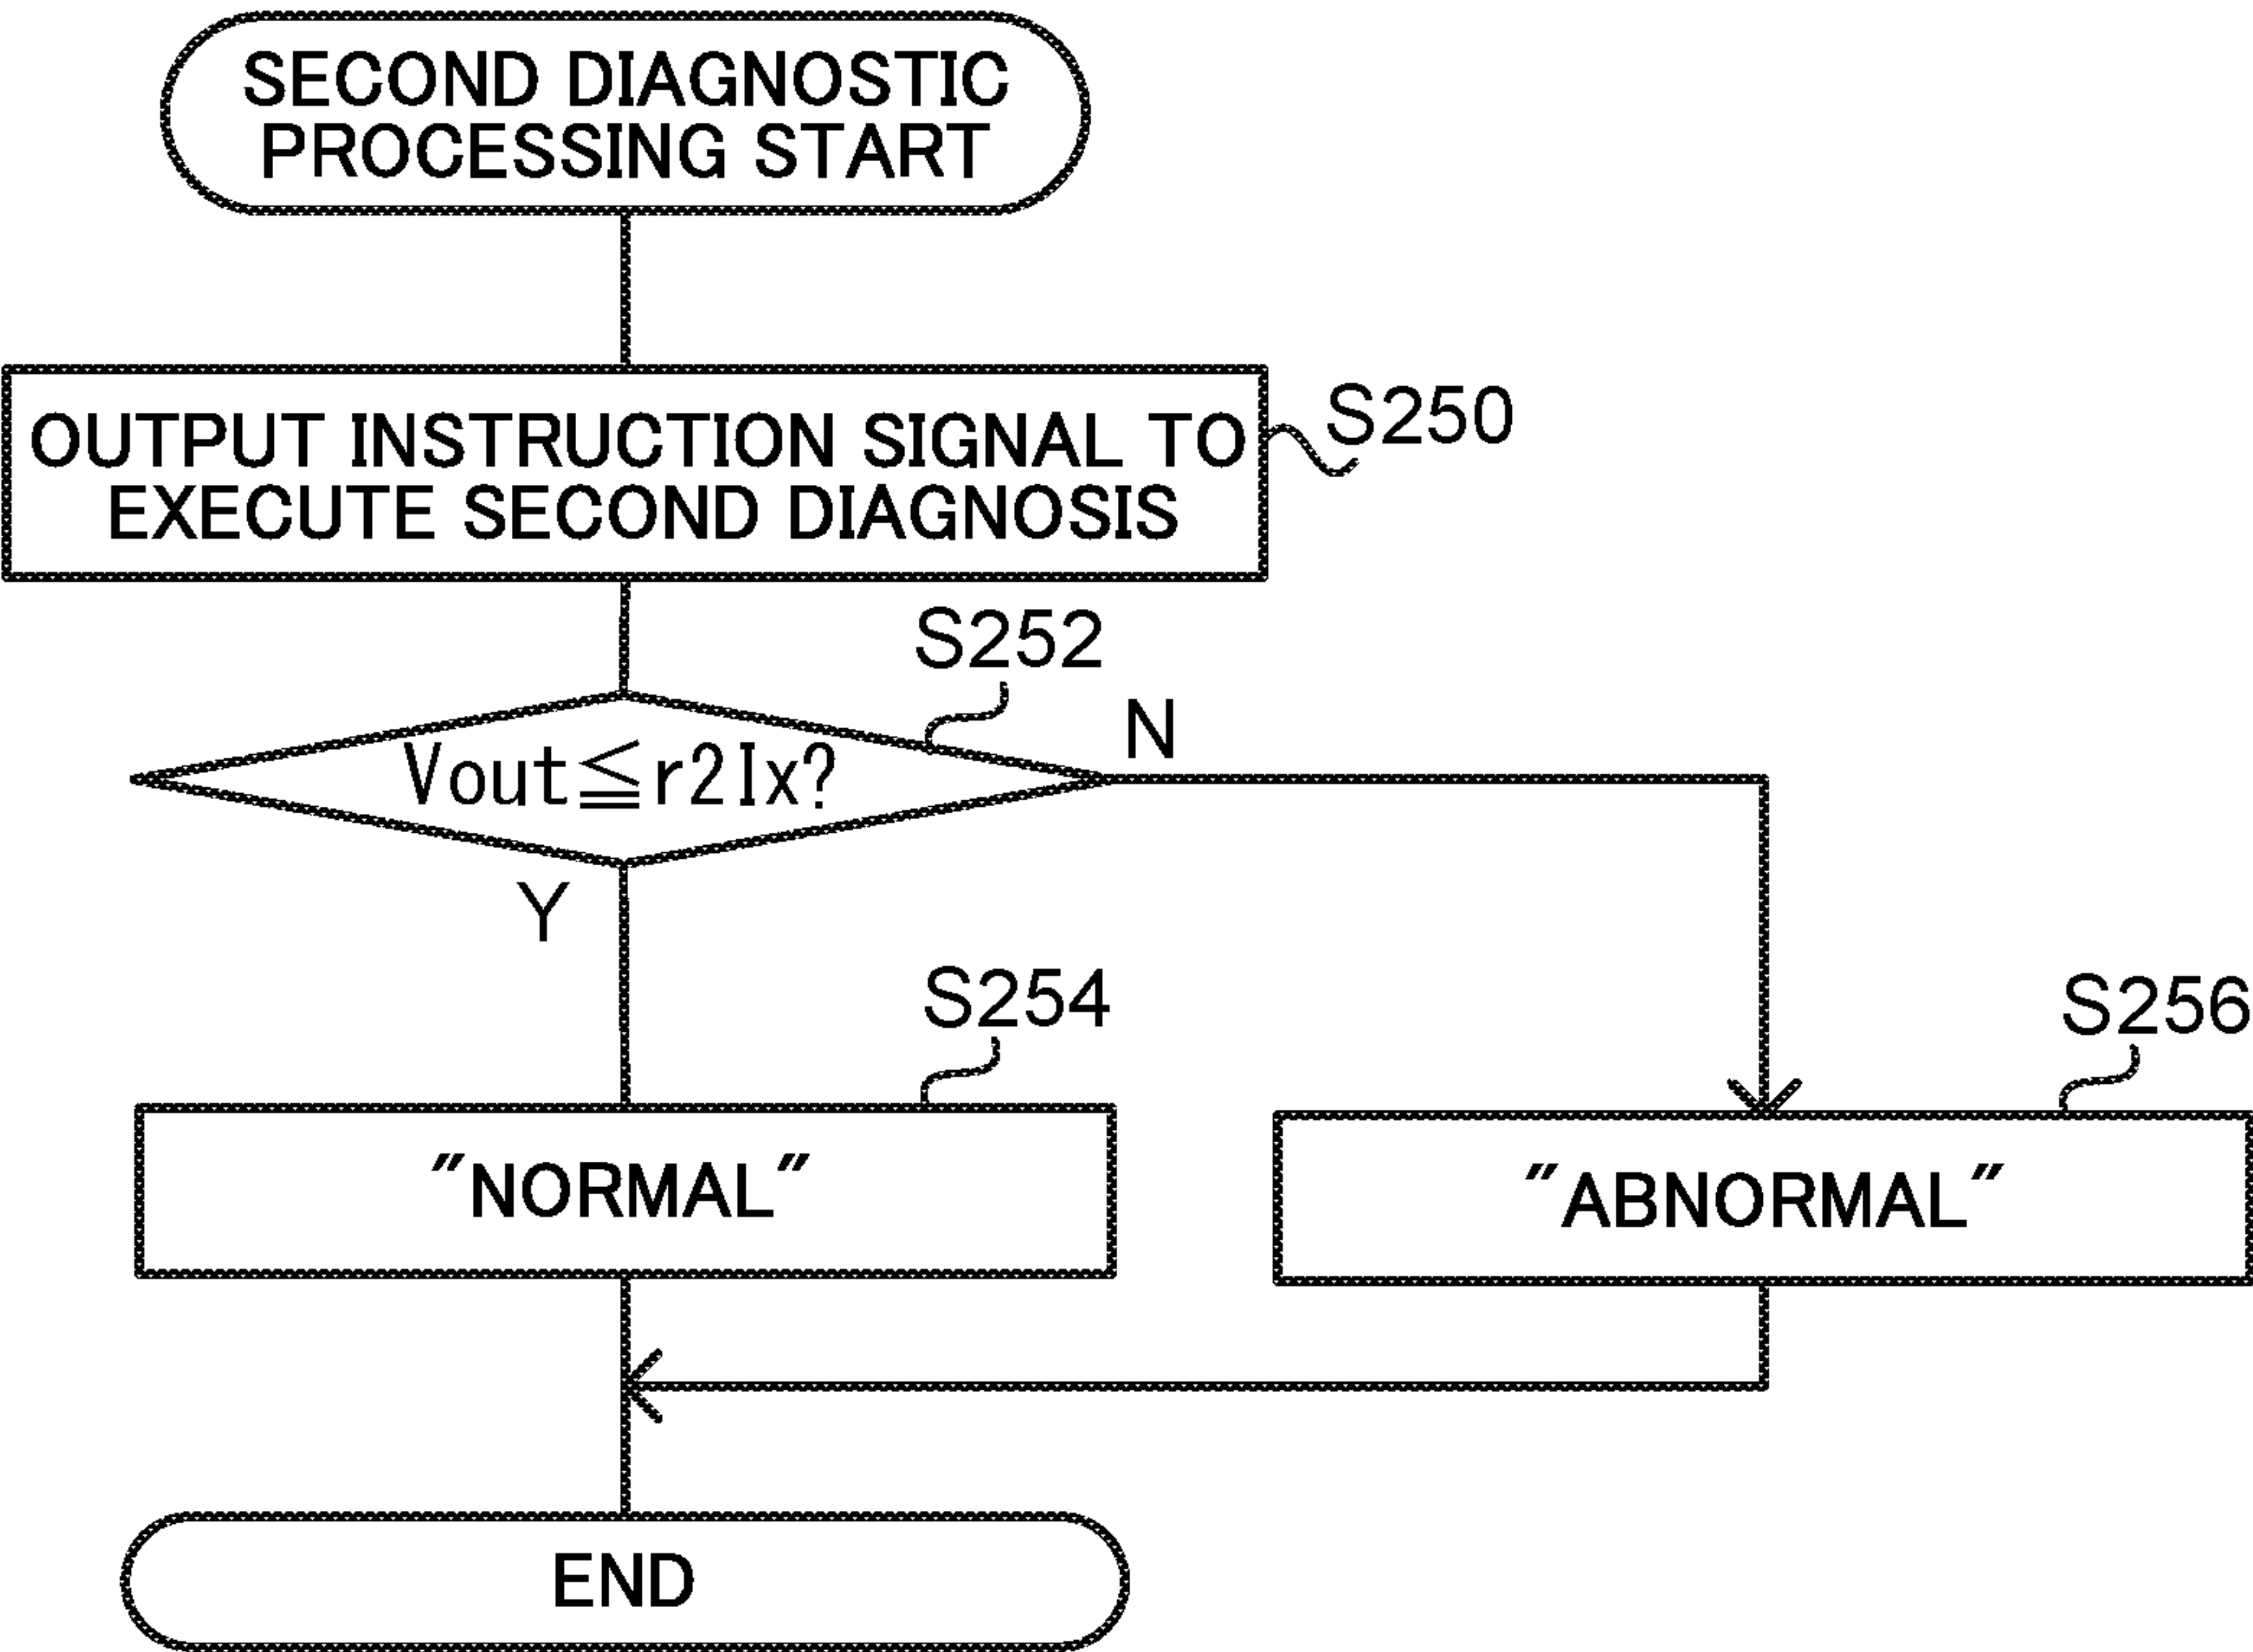 SECOND DIAGNOSTIC
PROCESSING START
OUTPUT INSTRUCTION SIGNAL TO
EXECUTE SECOND DIAGNOSIS
S250
S252
Vout≦r2Ix?
N
Y
S254
"NORMAL"
S256
"ABNORMAL"
END